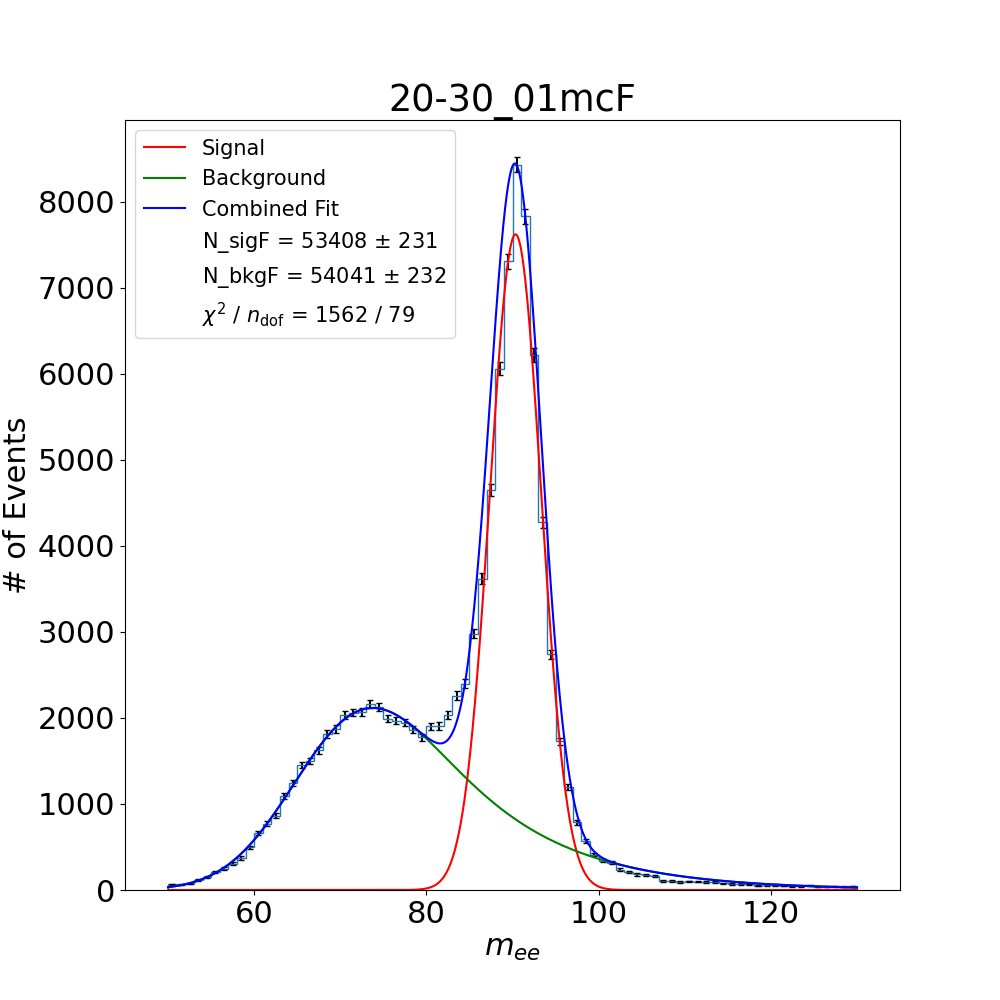 20-30_01mcF
Signal
Background
Combined Fit
N_sigF = 53408 ± 231
N_bkgF = 54041 ± 232
χ² / n_dof = 1562 / 79
8000
7000
6000
5000
4000
3000
2000
1000
0
# of Events
60 80 100 120
m_ee